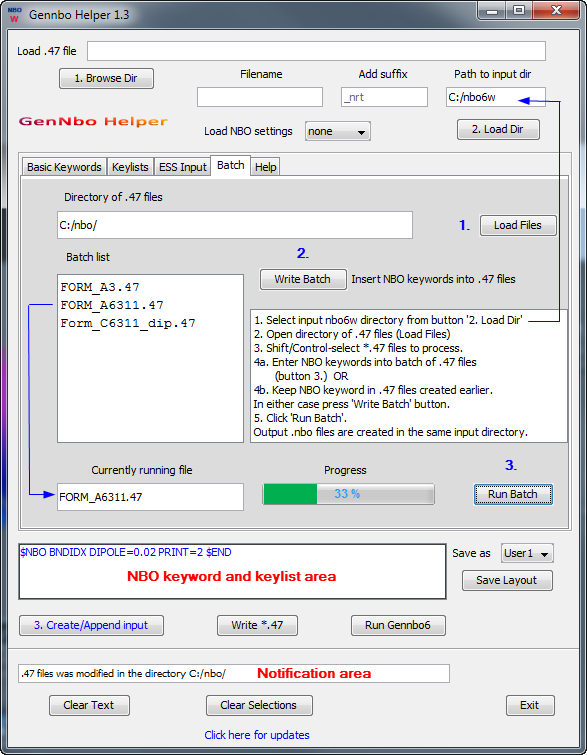 NBO
W
Gennbo Helper 1.3
Load .47 file
1. Browse Dir
Filename
Add suffix
Path to input dir
_nrt
C:/nbo6w
GenNbo Helper
Load NBO settings
none
2. Load Dir
Basic Keywords
Keylists
ESS Input
Batch
Help
Directory of .47 files
C:/nbo/
1.
Load Files
Batch list
2.
Write Batch
Insert NBO keywords into .47 files
FORM_A3.47
FORM_A6311.47
Form_C6311_dip.47
1. Select input nbo6w directory from button '2. Load Dir'
2. Open directory of .47 files (Load Files)
3. Shift/Control-select *.47 files to process.
4a. Enter NBO keywords into batch of .47 files
(button 3.) OR
4b. Keep NBO keyword in .47 files created earlier.
In either case press 'Write Batch' button.
5. Click 'Run Batch'.
Output .nbo files are created in the same input directory.
Currently running file
Progress
3.
FORM_A6311.47
33 %
Run Batch
$NBO BNDIDX DIPOLE=0.02 PRINT=2 $END
NBO keyword and keylist area
Save as
User1
Save Layout
3. Create/Append input
Write *.47
Run Gennbo6
.47 files was modified in the directory C:/nbo/
Notification area
Clear Text
Clear Selections
Exit
Click here for updates